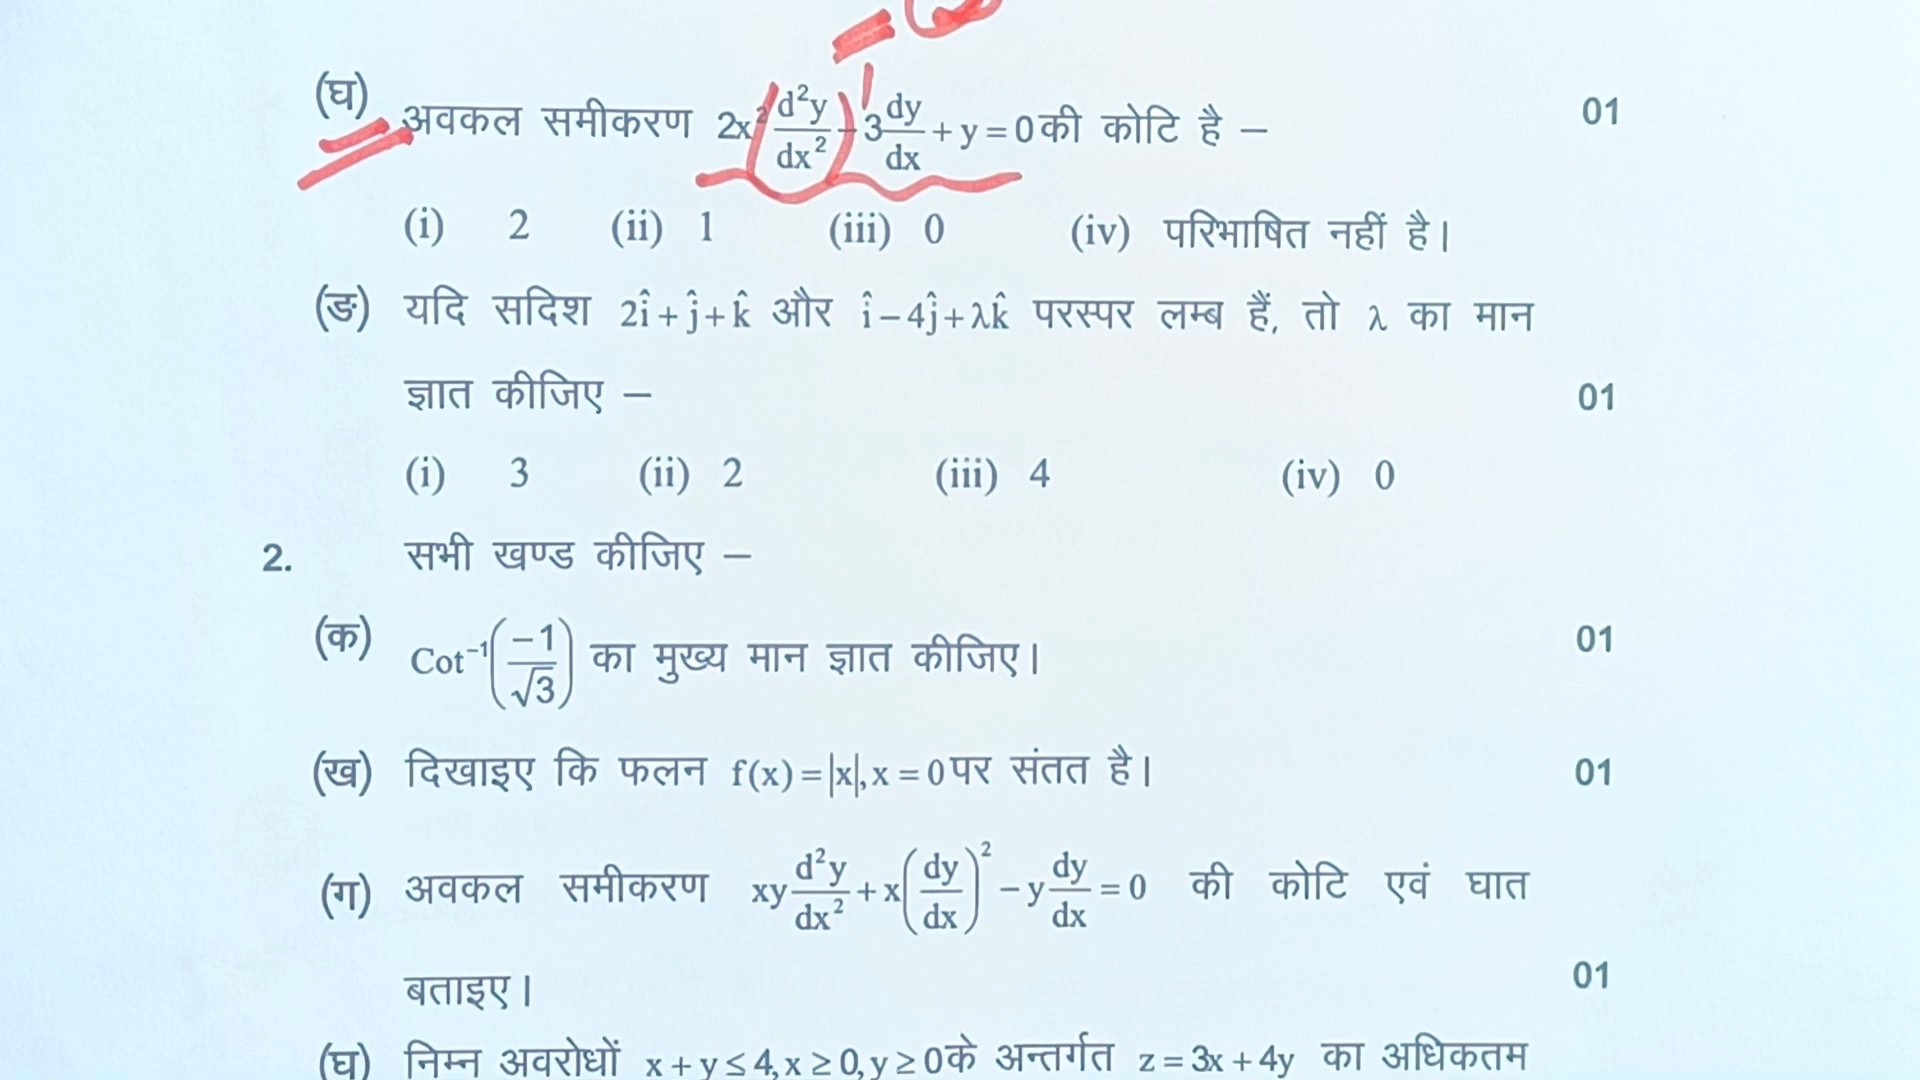 (घ) अवकल समीकरण 2x² d²y/dx² - 3 dy/dx + y = 0 की कोटि है – 01
(i) 2 (ii) 1 (iii) 0 (iv) परिभाषित नहीं है।
(ङ) यदि सदिश 2î + ĵ + k̂ और î - 4ĵ + λk̂ परस्पर लम्ब हैं, तो λ का मान
ज्ञात कीजिए – 01
(i) 3 (ii) 2 (iii) 4 (iv) 0
2. सभी खण्ड कीजिए –
(क) Cot⁻¹(-1/√3) का मुख्य मान ज्ञात कीजिए। 01
(ख) दिखाइए कि फलन f(x) = |x|, x = 0 पर संतत है। 01
(ग) अवकल समीकरण xy d²y/dx² + x(dy/dx)² - y dy/dx = 0 की कोटि एवं घात
बताइए। 01
(घ) निम्न अवरोधों x + y ≤ 4, x ≥ 0, y ≥ 0 के अन्तर्गत z = 3x + 4y का अधिकतम